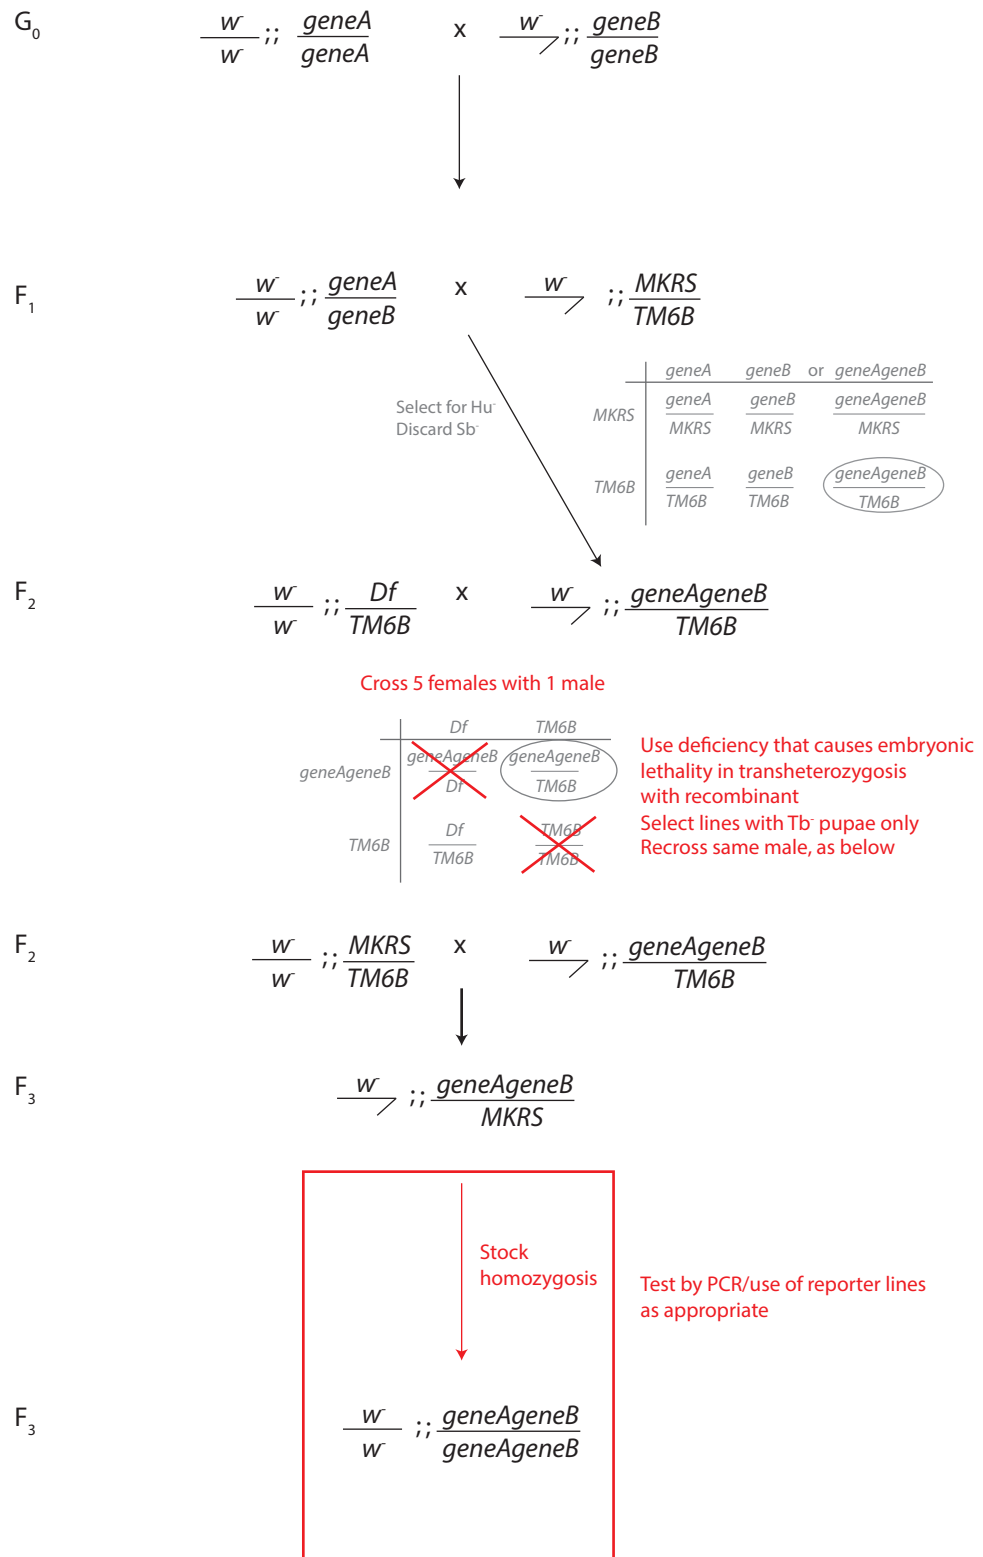 G0
w- ;; geneA x w- ;; geneB
w- geneA geneB
F1
w- ;; geneA x w- ;; MKRS
w- geneB TM6B
Select for Hu-
Discard Sb-
geneA geneB or geneAgeneB
MKRS geneA geneB geneAgeneB
MKRS MKRS MKRS
TM6B geneA geneB geneAgeneB
TM6B TM6B TM6B
F2
w- ;; Df x w- ;; geneAgeneB
w- TM6B TM6B
Cross 5 females with 1 male
Df TM6B
geneAgeneB geneAgeneB geneAgeneB
Df TM6B
TM6B Df TM6B
TM6B TM6B
Use deficiency that causes embryonic
lethality in transheterozygosis
with recombinant
Select lines with Tb- pupae only
Recross same male, as below
F2
w- ;; MKRS x w- ;; geneAgeneB
w- TM6B TM6B
F3
w- ;; geneAgeneB
MKRS
Stock
homozygosis
Test by PCR/use of reporter lines
as appropriate
F3
w- ;; geneAgeneB
w- geneAgeneB